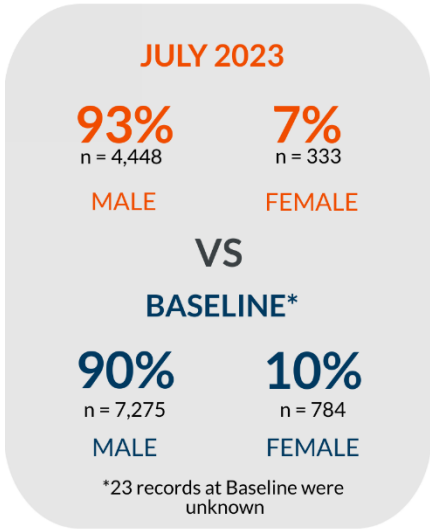 JULY 2023
93% 7%
n = 4,448 n = 333
MALE FEMALE
VS
BASELINE*
90% 10%
n = 7,275 n = 784
MALE FEMALE
*23 records at Baseline were
unknown